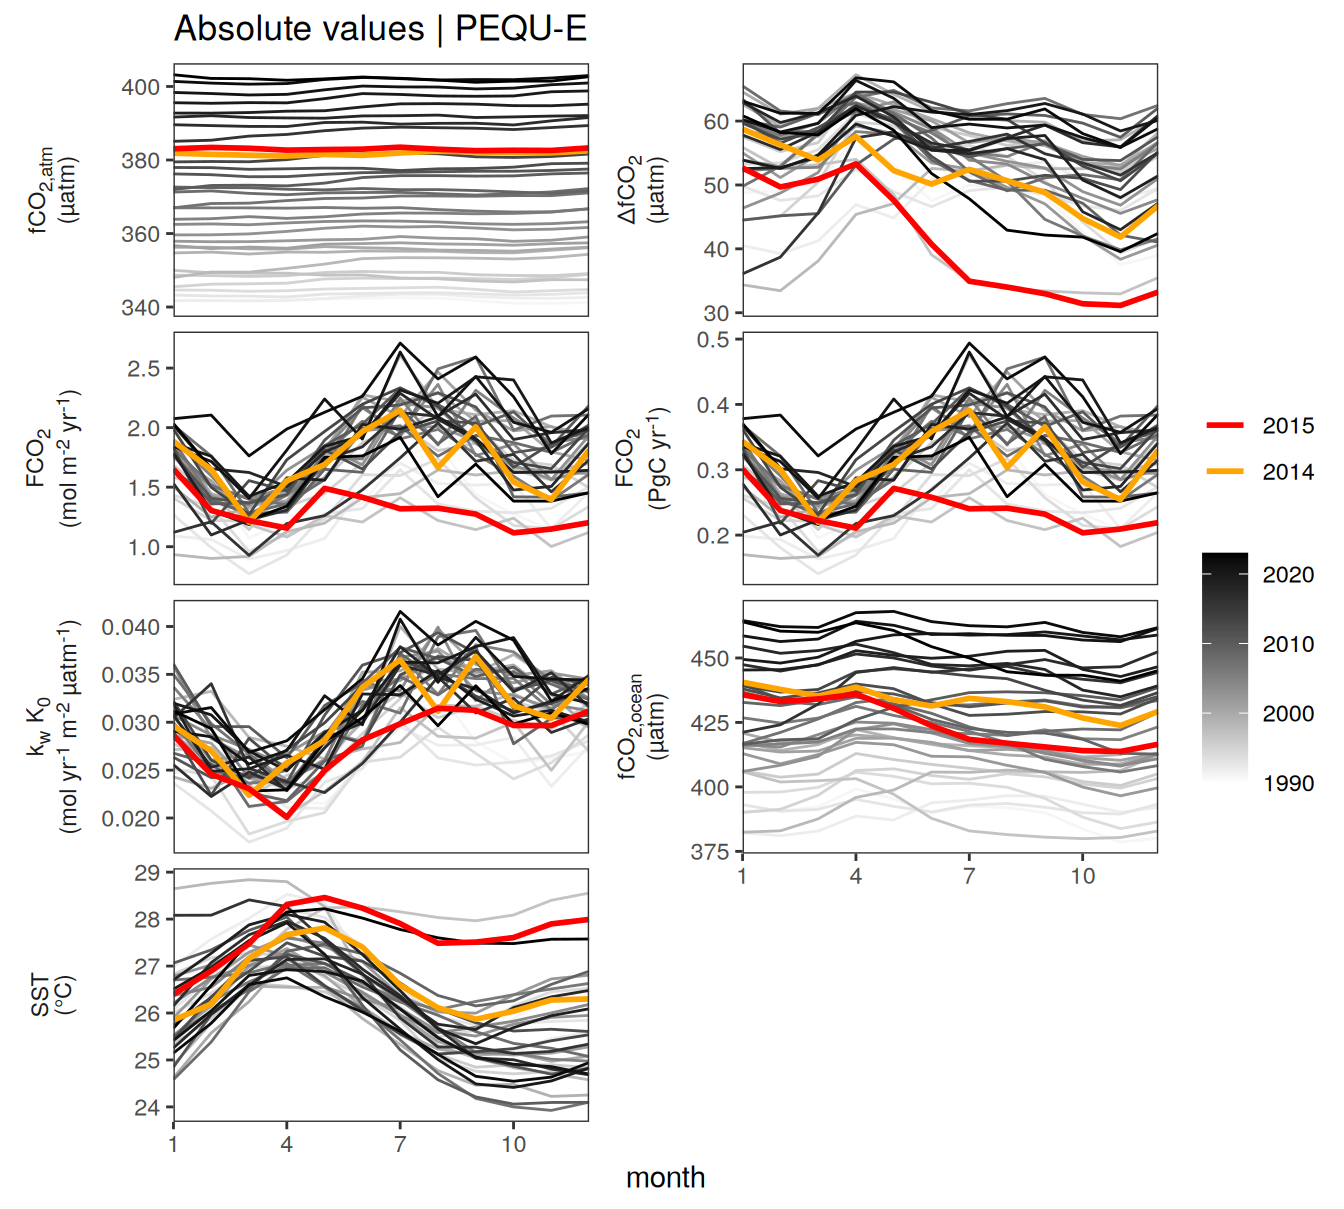 Absolute values | PEQU-E
fCO2,atm
(µatm)
400
380
360
340
ΔfCO2
(µatm)
60
50
40
30
FCO2
(mol m-2 yr-1)
2.5
2.0
1.5
1.0
FCO2
(PgC yr-1)
0.5
0.4
0.3
0.2
kw K0
(mol yr-1 m-2 µatm-1)
0.040
0.035
0.030
0.025
0.020
fCO2,ocean
(µatm)
450
425
400
375
1 4 7 10
SST
(°C)
29
28
27
26
25
24
1 4 7 10
month
2015
2014
2020
2010
2000
1990